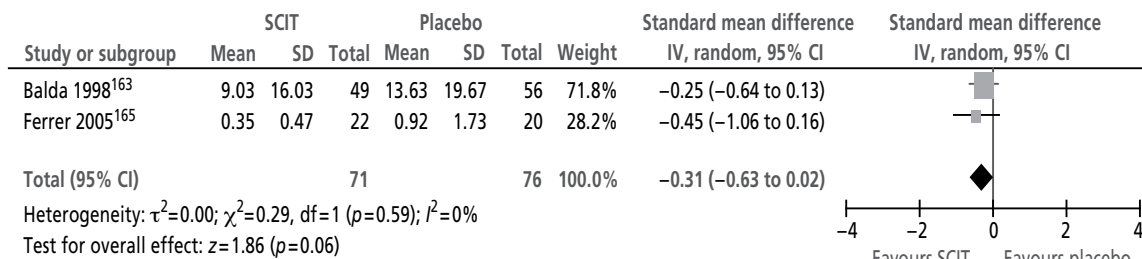 SCIT Placebo Standard mean difference Standard mean difference
Study or subgroup Mean SD Total Mean SD Total Weight IV, random, 95% CI IV, random, 95% CI
Balda 1998¹⁶³ 9.03 16.03 49 13.63 19.67 56 71.8% −0.25 (−0.64 to 0.13)
Ferrer 2005¹⁶⁵ 0.35 0.47 22 0.92 1.73 20 28.2% −0.45 (−1.06 to 0.16)
Total (95% CI) 71 76 100.0% −0.31 (−0.63 to 0.02)
Heterogeneity: τ²=0.00; χ²=0.29, df=1 (p=0.59); I²=0%
Test for overall effect: z=1.86 (p=0.06)
−4 −2 0 2 4
Favours SCIT Favours placebo